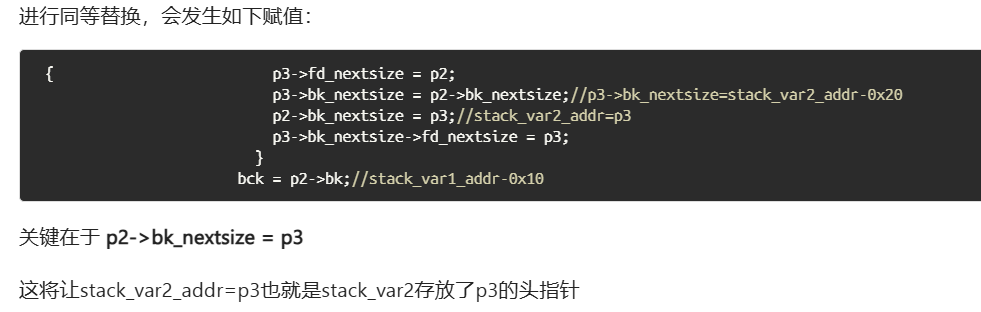 进行同等替换，会发生如下赋值：
{ p3->fd_nextsize = p2;
p3->bk_nextsize = p2->bk_nextsize;//p3->bk_nextsize=stack_var2_addr-0x20
p2->bk_nextsize = p3;//stack_var2_addr=p3
p3->bk_nextsize->fd_nextsize = p3;
}
bck = p2->bk;//stack_var1_addr-0x10
关键在于 p2->bk_nextsize = p3
这将让stack_var2_addr=p3也就是stack_var2存放了p3的头指针